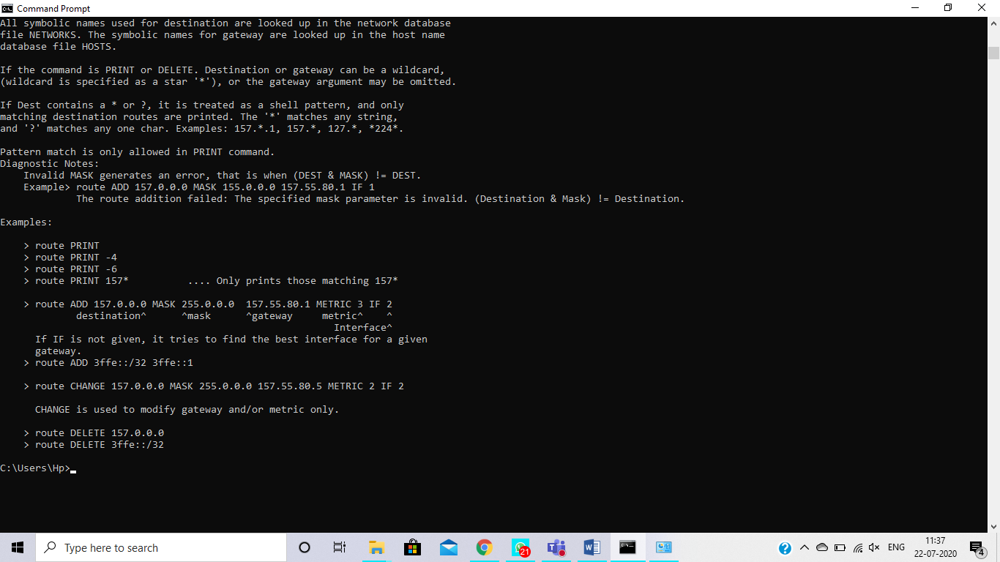 Command Prompt
All symbolic names used for destination are looked up in the network database
file NETWORKS. The symbolic names for gateway are looked up in the host name
database file HOSTS.
If the command is PRINT or DELETE. Destination or gateway can be a wildcard,
(wildcard is specified as a star '*'), or the gateway argument may be omitted.
If Dest contains a * or ?, it is treated as a shell pattern, and only
matching destination routes are printed. The '*' matches any string,
and '?' matches any one char. Examples: 157.*.1, 157.*, 127.*, *224*.
Pattern match is only allowed in PRINT command.
Diagnostic Notes:
    Invalid MASK generates an error, that is when (DEST & MASK) != DEST.
    Example> route ADD 157.0.0.0 MASK 155.0.0.0 157.55.80.1 IF 1
             The route addition failed: The specified mask parameter is invalid. (Destination & Mask) != Destination.
Examples:
    > route PRINT
    > route PRINT -4
    > route PRINT -6
    > route PRINT 157*          .... Only prints those matching 157*
    > route ADD 157.0.0.0 MASK 255.0.0.0  157.55.80.1 METRIC 3 IF 2
             destination^      ^mask      ^gateway     metric^    ^
                                                         Interface^
      If IF is not given, it tries to find the best interface for a given
      gateway.
    > route ADD 3ffe::/32 3ffe::1
    > route CHANGE 157.0.0.0 MASK 255.0.0.0 157.55.80.5 METRIC 2 IF 2
      CHANGE is used to modify gateway and/or metric only.
    > route DELETE 157.0.0.0
    > route DELETE 3ffe::/32
C:\Users\Hp>
Type here to search
21
ENG
11:37
22-07-2020
4